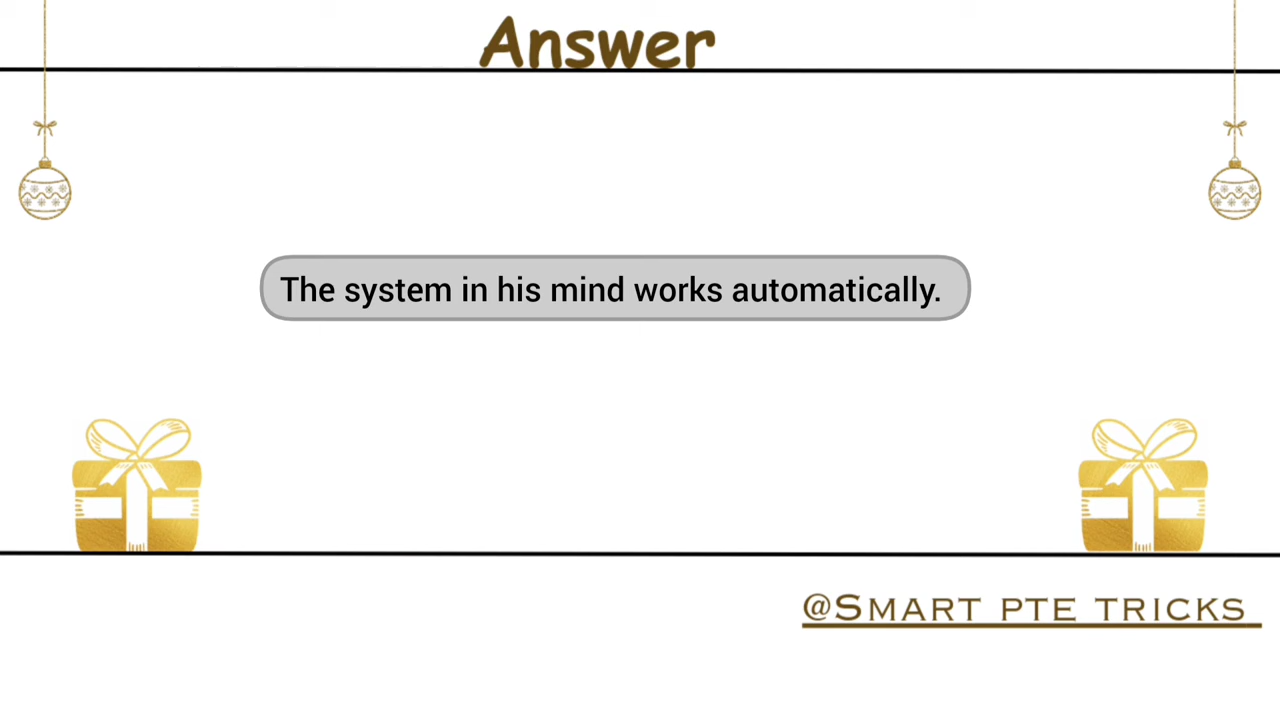 Answer
The system in his mind works automatically.
@Smart PTE TRICKS